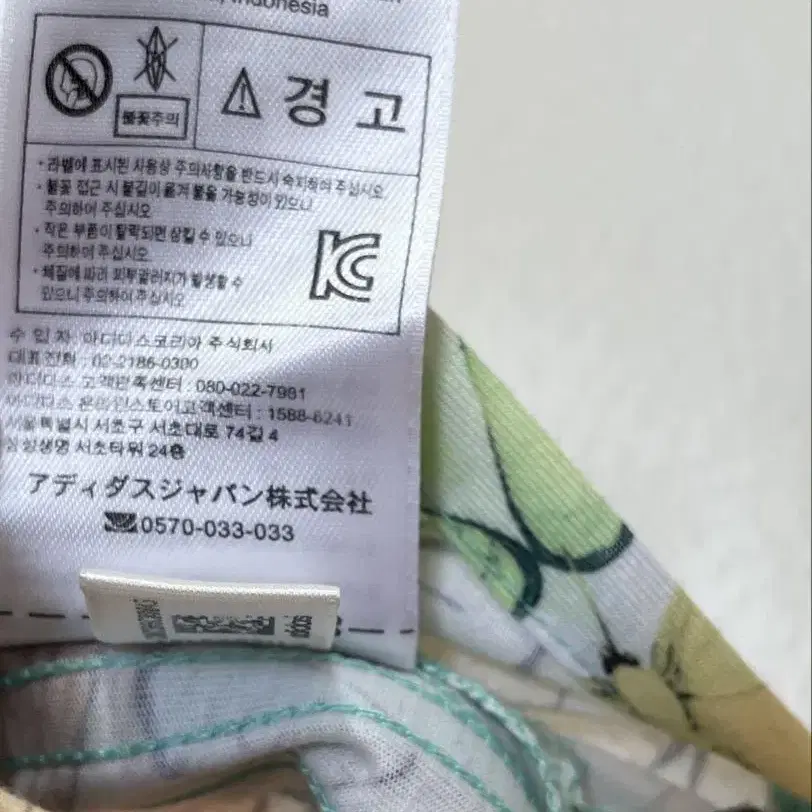 , Indonesia
불꽃주의
경 고
• 라벨에 표시된 사용상 주의사항을 반드시 숙지하여 주십시오.
• 불꽃 접근 시 불길이 옮겨 붙을 가능성이 있으니
주의하여 주십시오
• 작은 부품이 탈락되면 삼킬 수 있으니
주의하여 주십시오.
• 체질에 따라 피부알러지가 발생할 수
있으니 주의하여 주십시오
수 입 자 : 아디다스코리아 주식회사
대표전화 : 02-2186-0300
아디다스 고객만족센터 : 080-022-7981
아디다스 온라인스토어고객센터 : 1588-6241
서울특별시 서초구 서초대로 74길 4
삼성생명 서초타워 24층
アディダスジャパン株式会社
0570-033-033